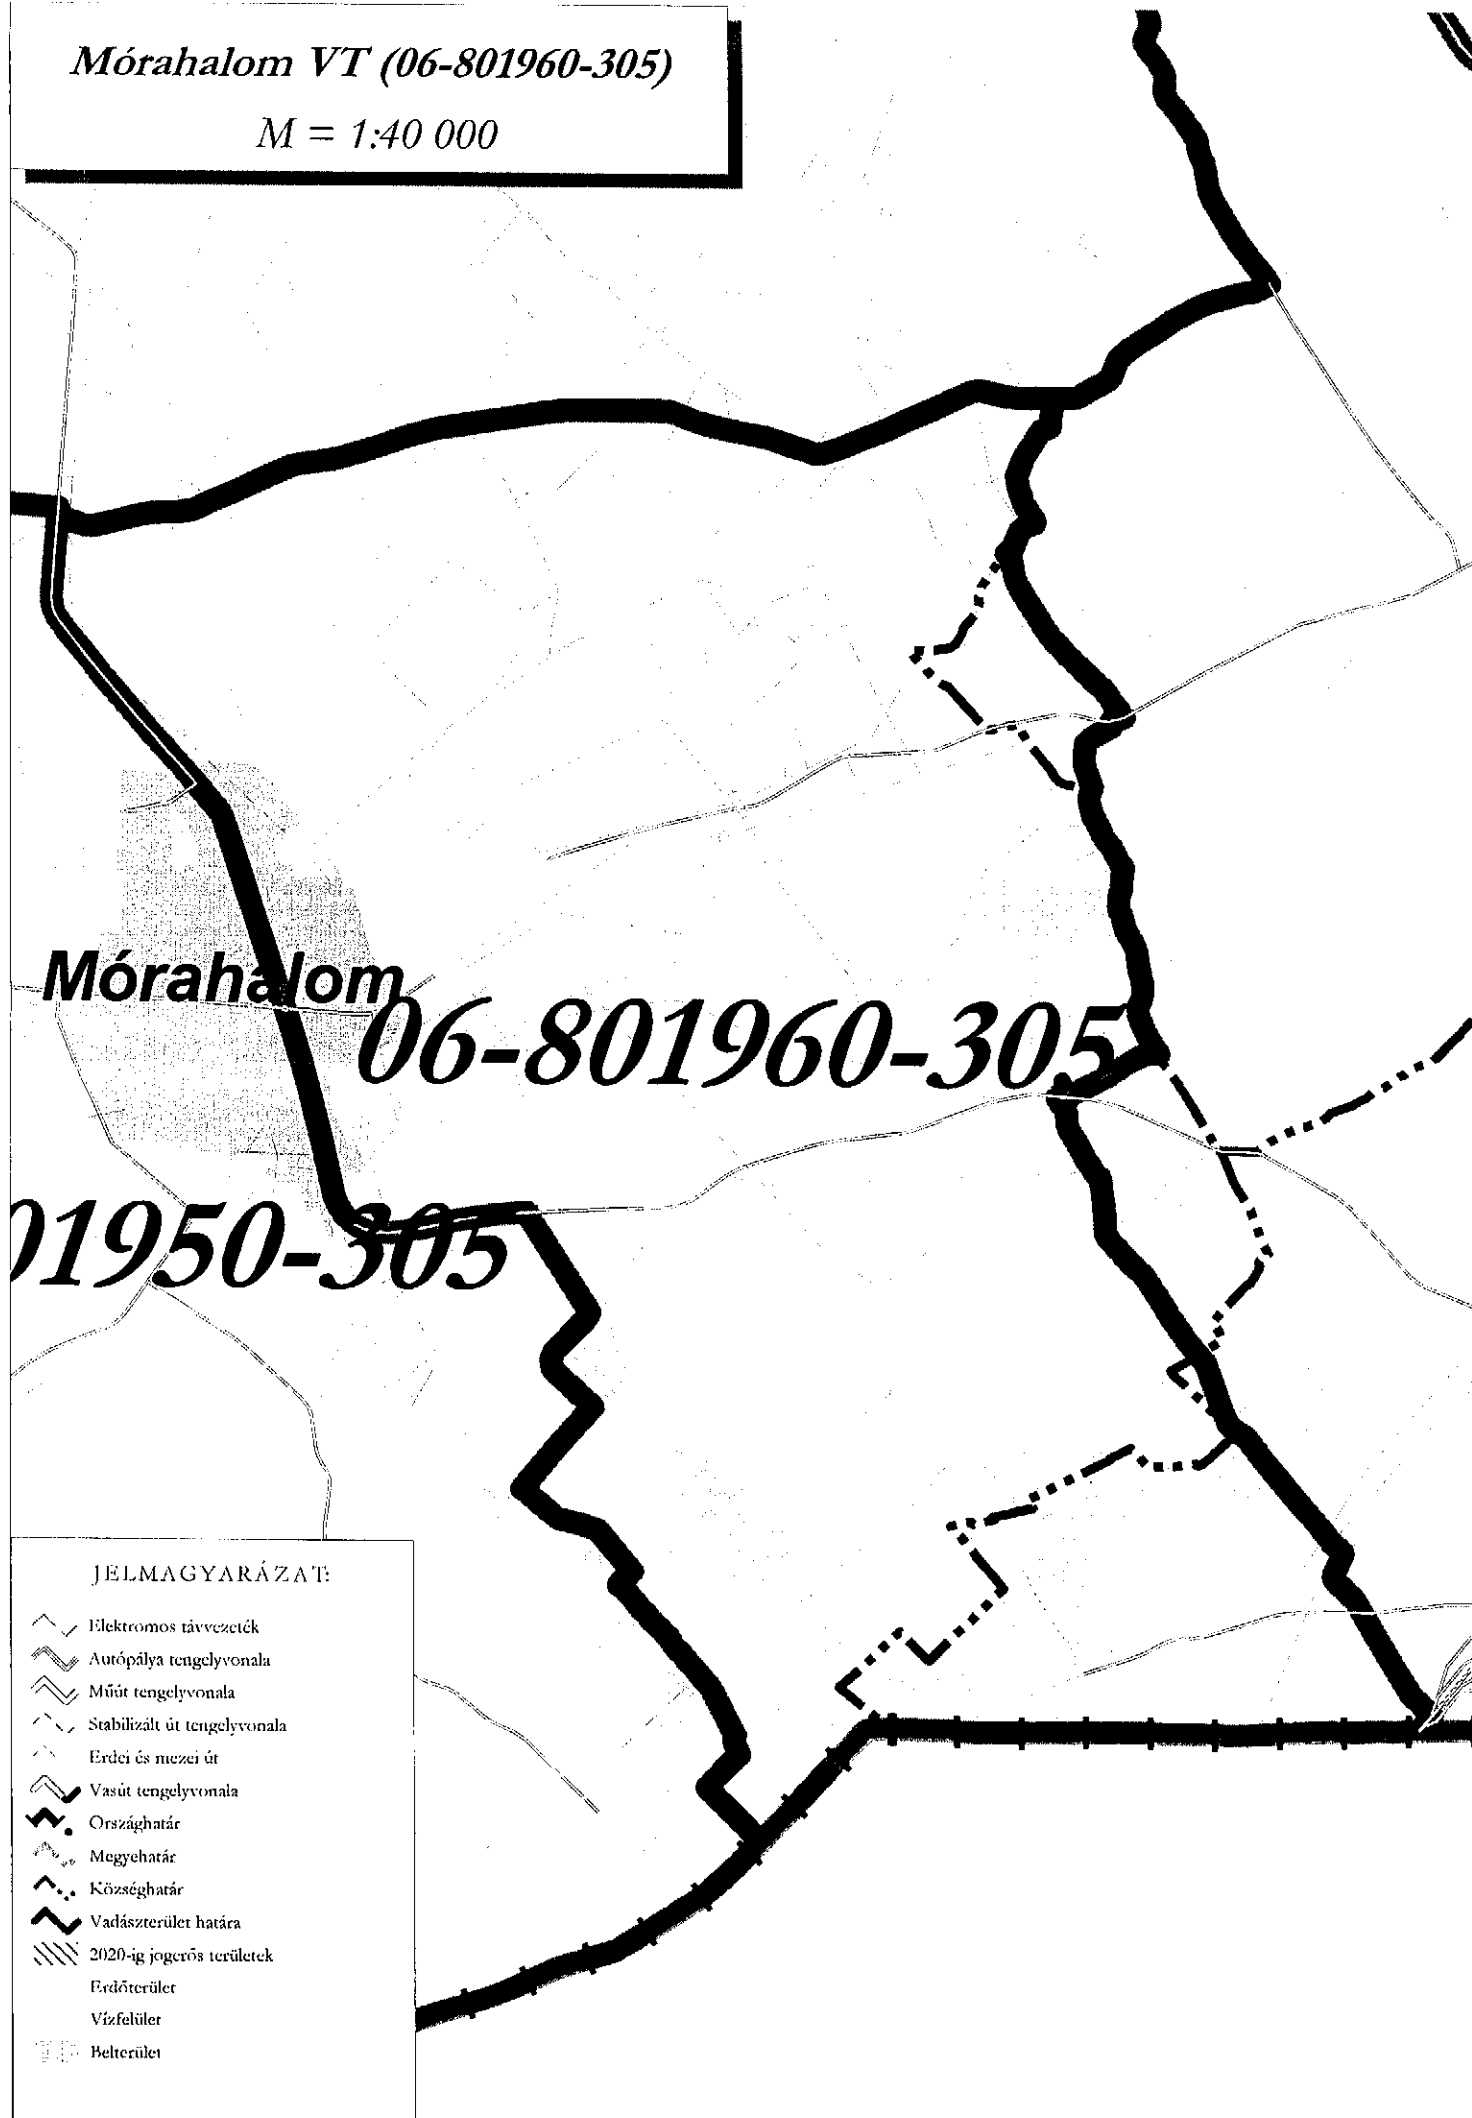 Mórahalom VT (06-801960-305)
M = 1:40 000
Mórahalom
06-801960-305
01950-305
JELMAGYARÁZAT:
Elektromos távvezeték
Autópálya tengelyvonala
Műút tengelyvonala
Stabilizált út tengelyvonala
Erdei és mezei út
Vasút tengelyvonala
Országhatár
Megyehatár
Községhatár
Vadászterület határa
2020-ig jogerős területek
Erdőterület
Vízfelület
Belterület